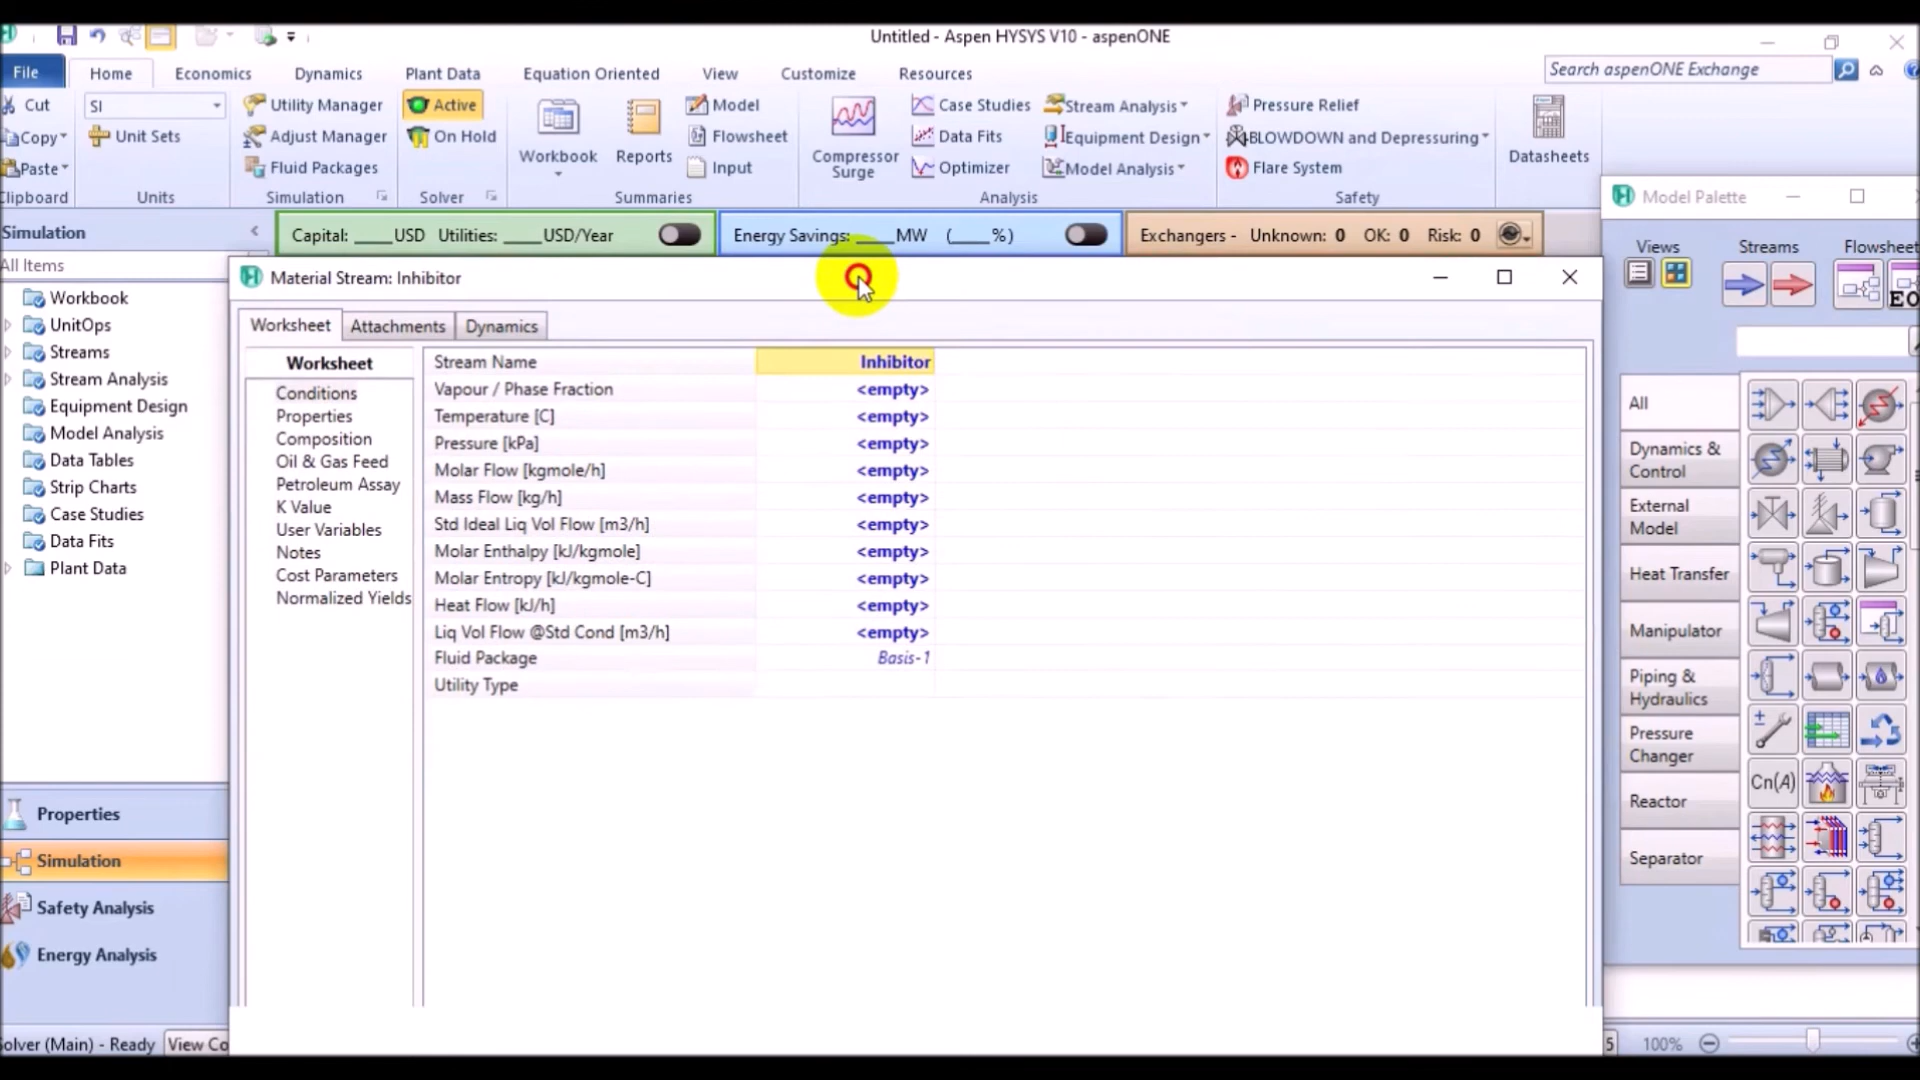 Untitled - Aspen HYSYS V10 - aspenONE
File Home Economics Dynamics Plant Data Equation Oriented View Customize Resources
Search aspenONE Exchange
Cut SI Utility Manager Active Model Case Studies Stream Analysis Pressure Relief
Copy Unit Sets Adjust Manager On Hold Flowsheet Data Fits Equipment Design BLOWDOWN and Depressuring
Paste Fluid Packages Workbook Reports Input Compressor Surge Optimizer Model Analysis Flare System Datasheets
Clipboard Units Simulation Solver Summaries Analysis Safety
Model Palette
Simulation
Capital: ____USD Utilities: ____USD/Year
Energy Savings: ____MW (____%)
Exchangers - Unknown: 0 OK: 0 Risk: 0
Views Streams Flowsheet
EO
All Items
Workbook
UnitOps
Streams
Stream Analysis
Equipment Design
Model Analysis
Data Tables
Strip Charts
Case Studies
Data Fits
Plant Data
Properties
Simulation
Safety Analysis
Energy Analysis
Material Stream: Inhibitor
Worksheet Attachments Dynamics
Worksheet
Conditions
Properties
Composition
Oil & Gas Feed
Petroleum Assay
K Value
User Variables
Notes
Cost Parameters
Normalized Yields
Stream Name Inhibitor
Vapour / Phase Fraction <empty>
Temperature [C] <empty>
Pressure [kPa] <empty>
Molar Flow [kgmole/h] <empty>
Mass Flow [kg/h] <empty>
Std Ideal Liq Vol Flow [m3/h] <empty>
Molar Enthalpy [kJ/kgmole] <empty>
Molar Entropy [kJ/kgmole-C] <empty>
Heat Flow [kJ/h] <empty>
Liq Vol Flow @Std Cond [m3/h] <empty>
Fluid Package Basis-1
Utility Type
All
Dynamics & Control
External Model
Heat Transfer
Manipulator
Piping & Hydraulics
Pressure Changer
Reactor
Separator
Cn(A)
Solver (Main) - Ready View Co
5 100%